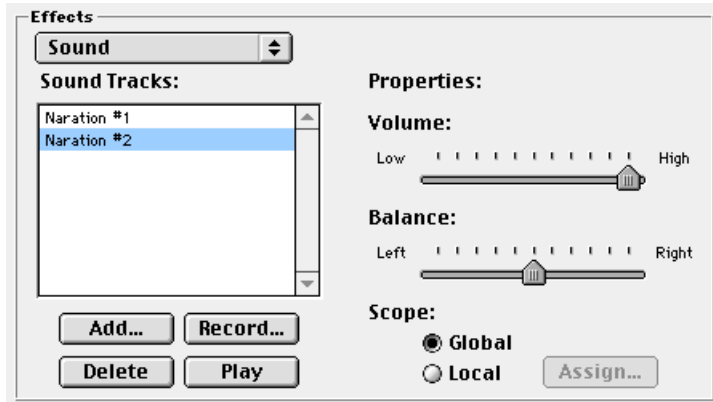 Effects
Sound
Sound Tracks:
Naration #1
Naration #2
Add...
Record...
Delete
Play
Properties:
Volume:
Low
High
Balance:
Left
Right
Scope:
Global
Local
Assign...